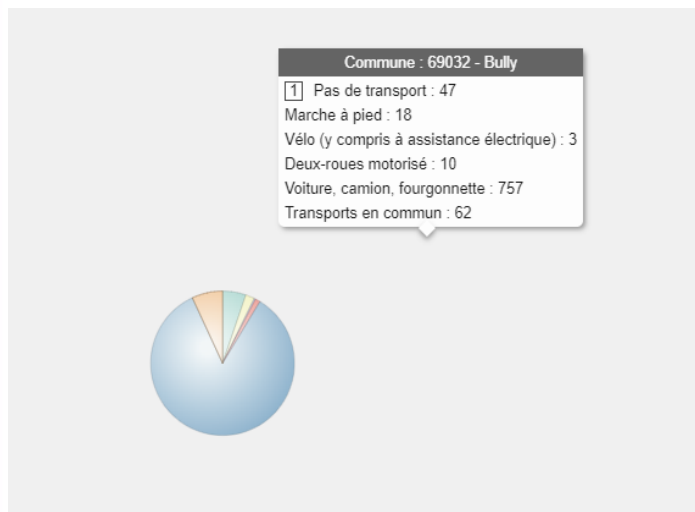 Commune : 69032 - Bully
1 Pas de transport : 47
Marche à pied : 18
Vélo (y compris à assistance électrique) : 3
Deux-roues motorisé : 10
Voiture, camion, fourgonnette : 757
Transports en commun : 62